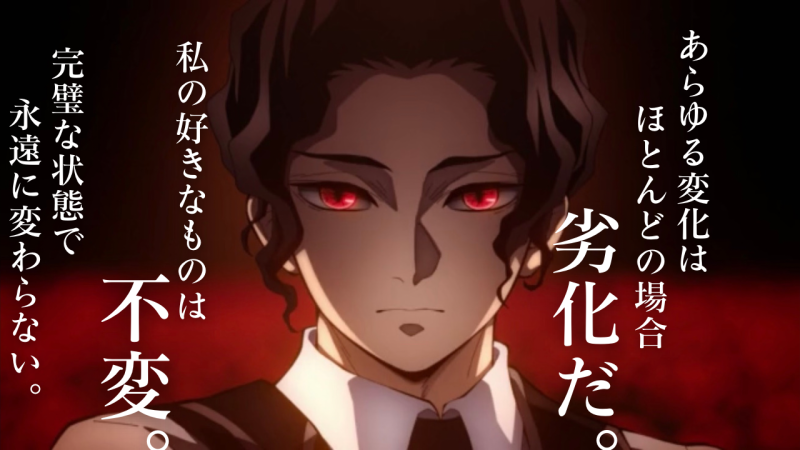 あらゆる変化は
ほとんどの場合
劣化だ。
私の好きなものは
不変。
完璧な状態で
永遠に変わらない。